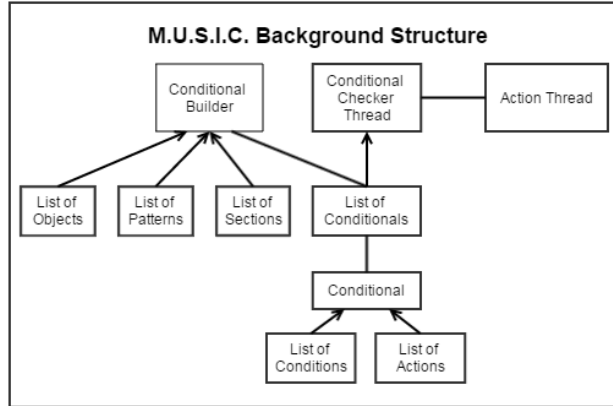 M.U.S.I.C. Background Structure
Conditional
Builder
Conditional
Checker
Thread
Action Thread
List of
Objects
List of
Patterns
List of
Sections
List of
Conditionals
Conditional
List of
Conditions
List of
Actions